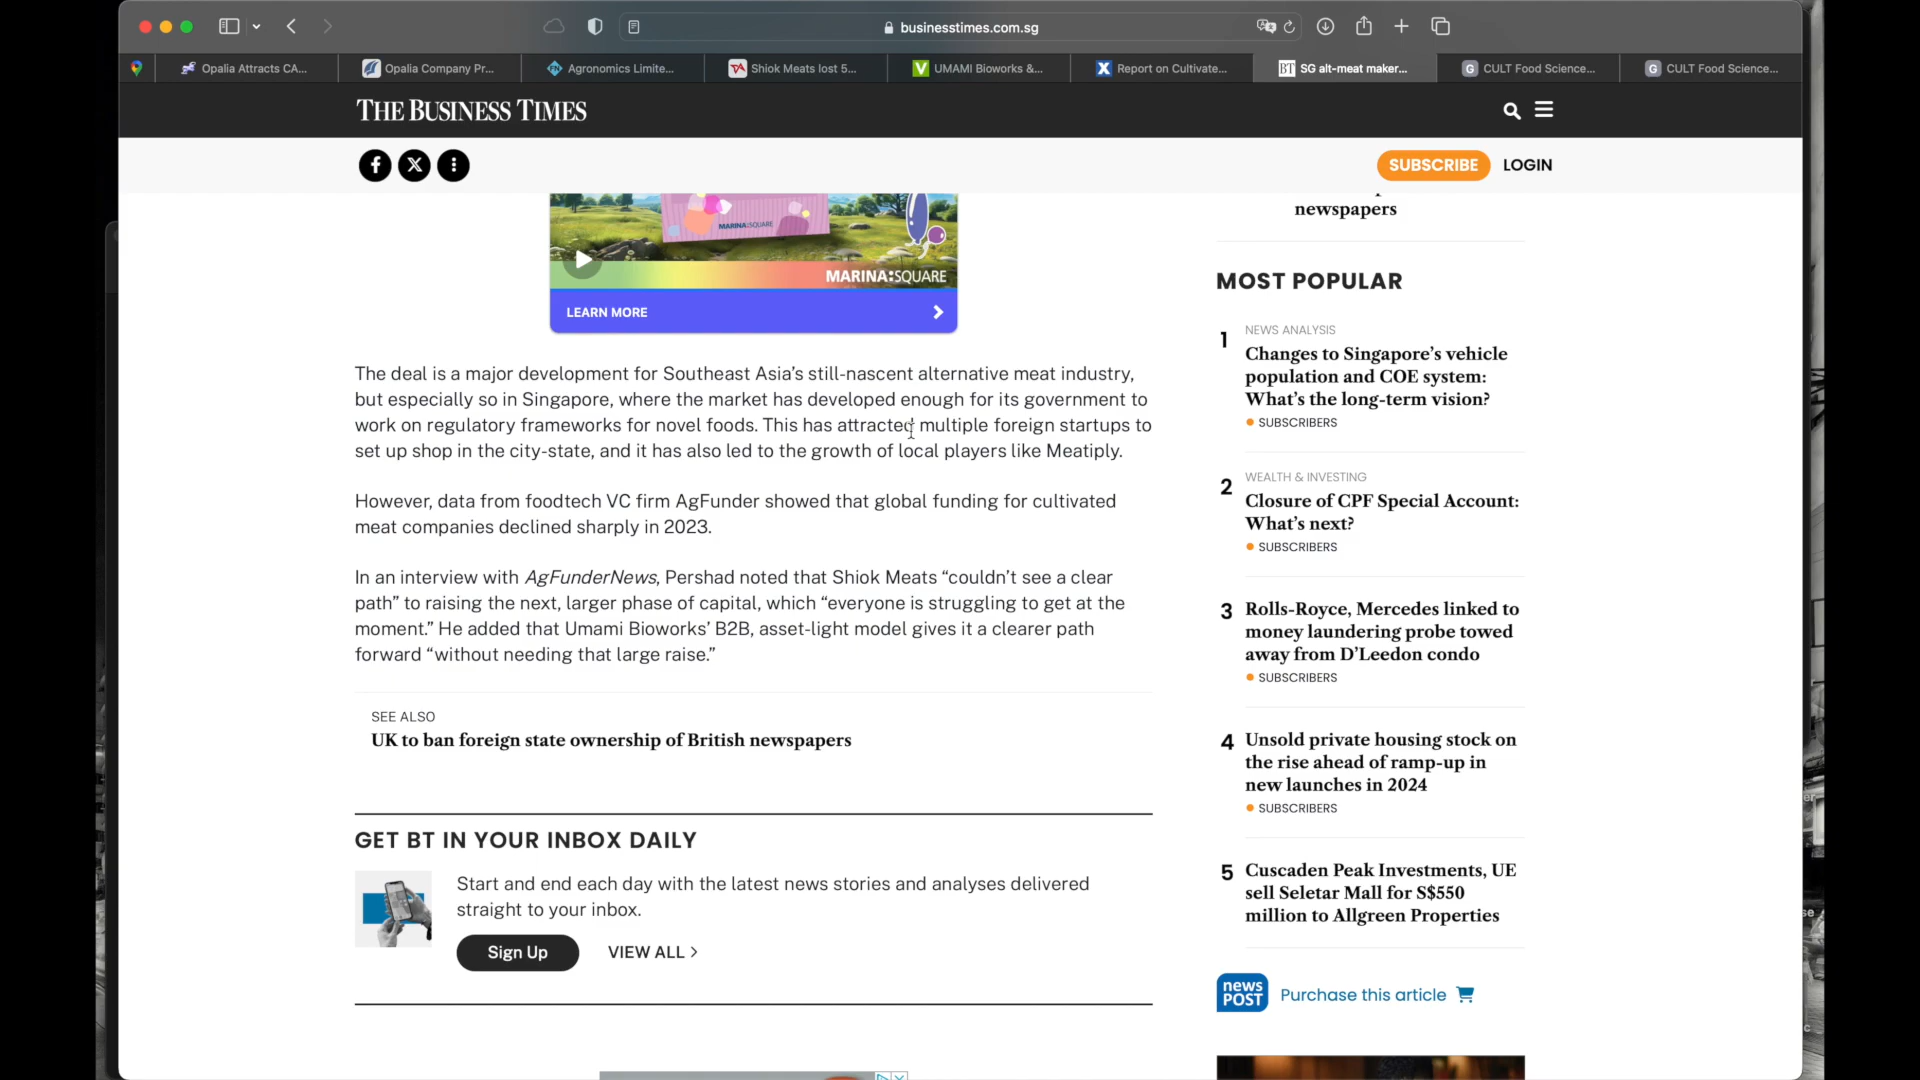 businesstimes.com.sg
Opalia Attracts CA...
Opalia Company Pr...
Agronomics Limite...
Shiok Meats lost 5...
UMAMI Bioworks &...
Report on Cultivate...
BT SG alt-meat maker...
CULT Food Science...
CULT Food Science...
THE BUSINESS TIMES
SUBSCRIBE LOGIN
MARINA:SQUARE
MARINA:SQUARE
LEARN MORE
The deal is a major development for Southeast Asia’s still-nascent alternative meat industry,
but especially so in Singapore, where the market has developed enough for its government to
work on regulatory frameworks for novel foods. This has attracted multiple foreign startups to
set up shop in the city-state, and it has also led to the growth of local players like Meatiply.
However, data from foodtech VC firm AgFunder showed that global funding for cultivated
meat companies declined sharply in 2023.
In an interview with AgFunderNews, Pershad noted that Shiok Meats “couldn’t see a clear
path” to raising the next, larger phase of capital, which “everyone is struggling to get at the
moment.” He added that Umami Bioworks’ B2B, asset-light model gives it a clearer path
forward “without needing that large raise.”
SEE ALSO
UK to ban foreign state ownership of British newspapers
GET BT IN YOUR INBOX DAILY
Start and end each day with the latest news stories and analyses delivered
straight to your inbox.
Sign Up VIEW ALL >
newspapers
MOST POPULAR
1 NEWS ANALYSIS
Changes to Singapore’s vehicle
population and COE system:
What’s the long-term vision?
SUBSCRIBERS
2 WEALTH & INVESTING
Closure of CPF Special Account:
What’s next?
SUBSCRIBERS
3 Rolls-Royce, Mercedes linked to
money laundering probe towed
away from D’Leedon condo
SUBSCRIBERS
4 Unsold private housing stock on
the rise ahead of ramp-up in
new launches in 2024
SUBSCRIBERS
5 Cuscaden Peak Investments, UE
sell Seletar Mall for S$550
million to Allgreen Properties
news
POST
Purchase this article